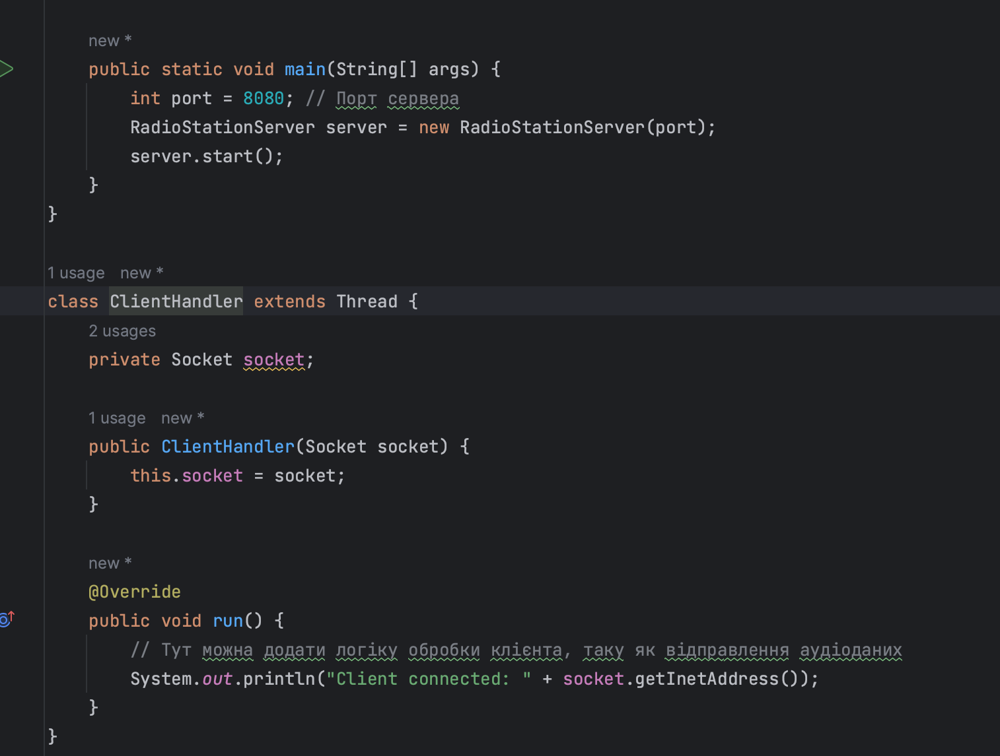 new *
public static void main(String[] args) {
int port = 8080; // Порт сервера
RadioStationServer server = new RadioStationServer(port);
server.start();
}
}
1 usage new *
class ClientHandler extends Thread {
2 usages
private Socket socket;
1 usage new *
public ClientHandler(Socket socket) {
this.socket = socket;
}
new *
@Override
public void run() {
// Тут можна додати логіку обробки клієнта, таку як відправлення аудіоданих
System.out.println("Client connected: " + socket.getInetAddress());
}
}